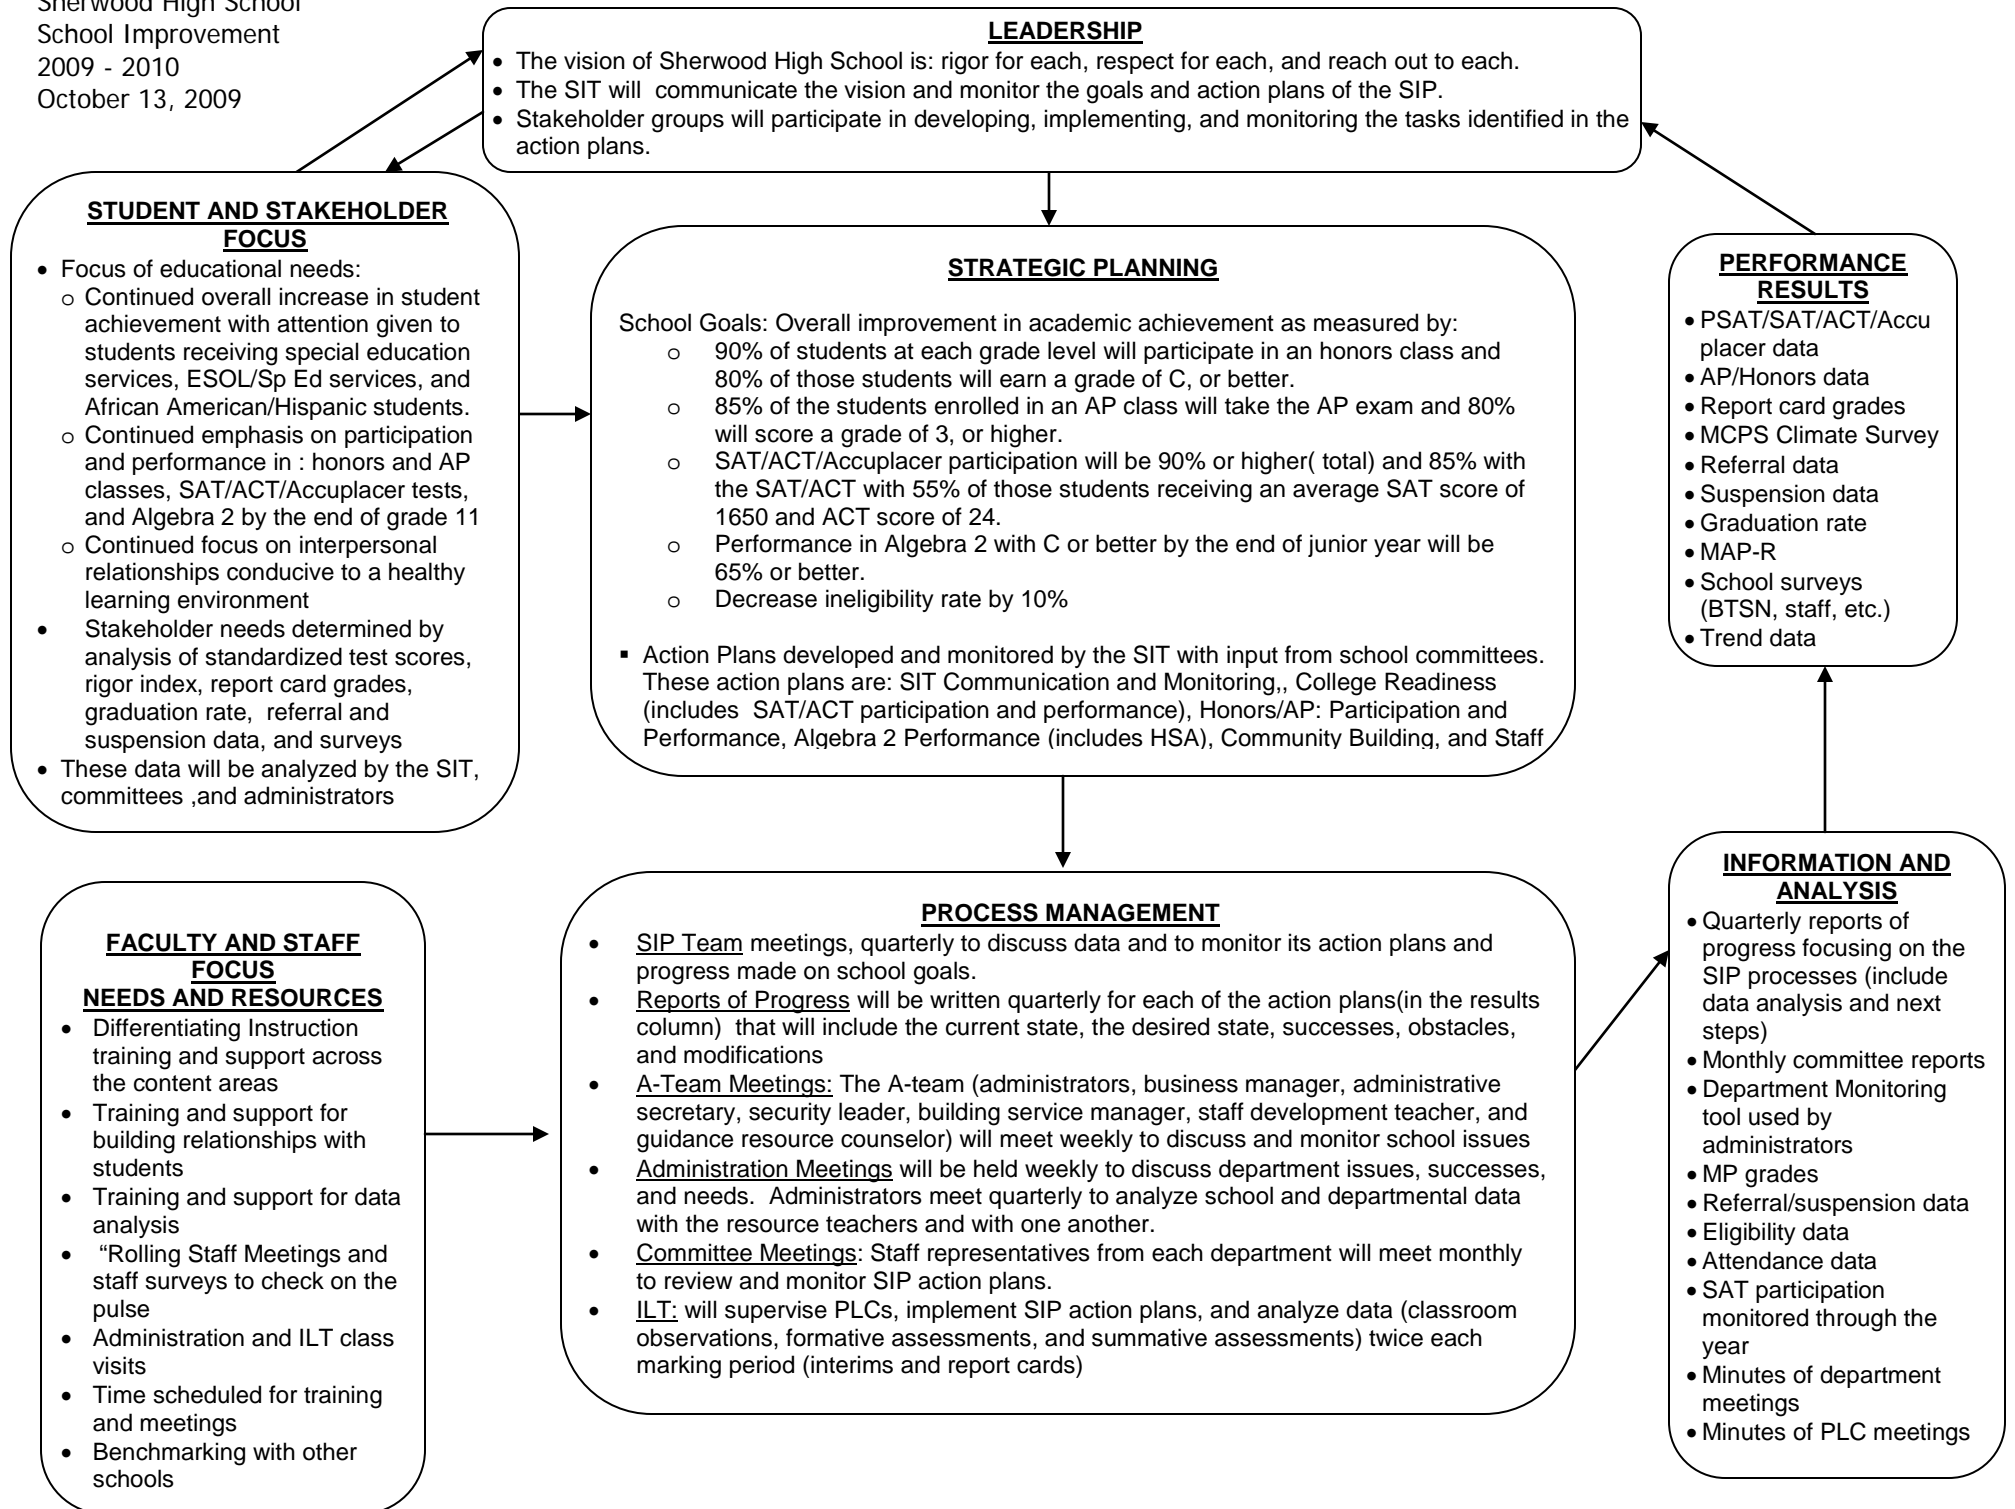 Sherwood High School
School Improvement
2009 - 2010
October 13, 2009
LEADERSHIP
• The vision of Sherwood High School is: rigor for each, respect for each, and reach out to each.
• The SIT will  communicate the vision and monitor the goals and action plans of the SIP.
• Stakeholder groups will participate in developing, implementing, and monitoring the tasks identified in the
action plans.
STUDENT AND STAKEHOLDER
FOCUS
• Focus of educational needs:
o Continued overall increase in student
achievement with attention given to
students receiving special education
services, ESOL/Sp Ed services, and
African American/Hispanic students.
o Continued emphasis on participation
and performance in : honors and AP
classes, SAT/ACT/Accuplacer tests,
and Algebra 2 by the end of grade 11
o Continued focus on interpersonal
relationships conducive to a healthy
learning environment
• Stakeholder needs determined by
analysis of standardized test scores,
rigor index, report card grades,
graduation rate,  referral and
suspension data, and surveys
• These data will be analyzed by the SIT,
committees ,and administrators
STRATEGIC PLANNING
School Goals: Overall improvement in academic achievement as measured by:
o 90% of students at each grade level will participate in an honors class and
80% of those students will earn a grade of C, or better.
o 85% of the students enrolled in an AP class will take the AP exam and 80%
will score a grade of 3, or higher.
o SAT/ACT/Accuplacer participation will be 90% or higher( total) and 85% with
the SAT/ACT with 55% of those students receiving an average SAT score of
1650 and ACT score of 24.
o Performance in Algebra 2 with C or better by the end of junior year will be
65% or better.
o Decrease ineligibility rate by 10%
▪ Action Plans developed and monitored by the SIT with input from school committees.
These action plans are: SIT Communication and Monitoring,, College Readiness
(includes  SAT/ACT participation and performance), Honors/AP: Participation and
Performance, Algebra 2 Performance (includes HSA), Community Building, and Staff
PERFORMANCE
RESULTS
• PSAT/SAT/ACT/Accu
placer data
• AP/Honors data
• Report card grades
• MCPS Climate Survey
• Referral data
• Suspension data
• Graduation rate
• MAP-R
• School surveys
(BTSN, staff, etc.)
• Trend data
FACULTY AND STAFF
FOCUS
NEEDS AND RESOURCES
• Differentiating Instruction
training and support across
the content areas
• Training and support for
building relationships with
students
• Training and support for data
analysis
• “Rolling Staff Meetings and
staff surveys to check on the
pulse
• Administration and ILT class
visits
• Time scheduled for training
and meetings
• Benchmarking with other
schools
PROCESS MANAGEMENT
• SIP Team meetings, quarterly to discuss data and to monitor its action plans and
progress made on school goals.
• Reports of Progress will be written quarterly for each of the action plans(in the results
column)  that will include the current state, the desired state, successes, obstacles,
and modifications
• A-Team Meetings: The A-team (administrators, business manager, administrative
secretary, security leader, building service manager, staff development teacher, and
guidance resource counselor) will meet weekly to discuss and monitor school issues
• Administration Meetings will be held weekly to discuss department issues, successes,
and needs.  Administrators meet quarterly to analyze school and departmental data
with the resource teachers and with one another.
• Committee Meetings: Staff representatives from each department will meet monthly
to review and monitor SIP action plans.
• ILT: will supervise PLCs, implement SIP action plans, and analyze data (classroom
observations, formative assessments, and summative assessments) twice each
marking period (interims and report cards)
INFORMATION AND
ANALYSIS
• Quarterly reports of
progress focusing on the
SIP processes (include
data analysis and next
steps)
• Monthly committee reports
• Department Monitoring
tool used by
administrators
• MP grades
• Referral/suspension data
• Eligibility data
• Attendance data
• SAT participation
monitored through the
year
• Minutes of department
meetings
• Minutes of PLC meetings